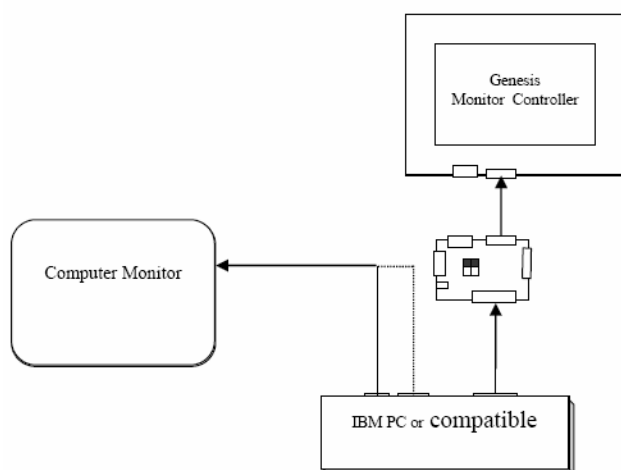 Genesis
Monitor Controller
Computer Monitor
IBM PC or compatible